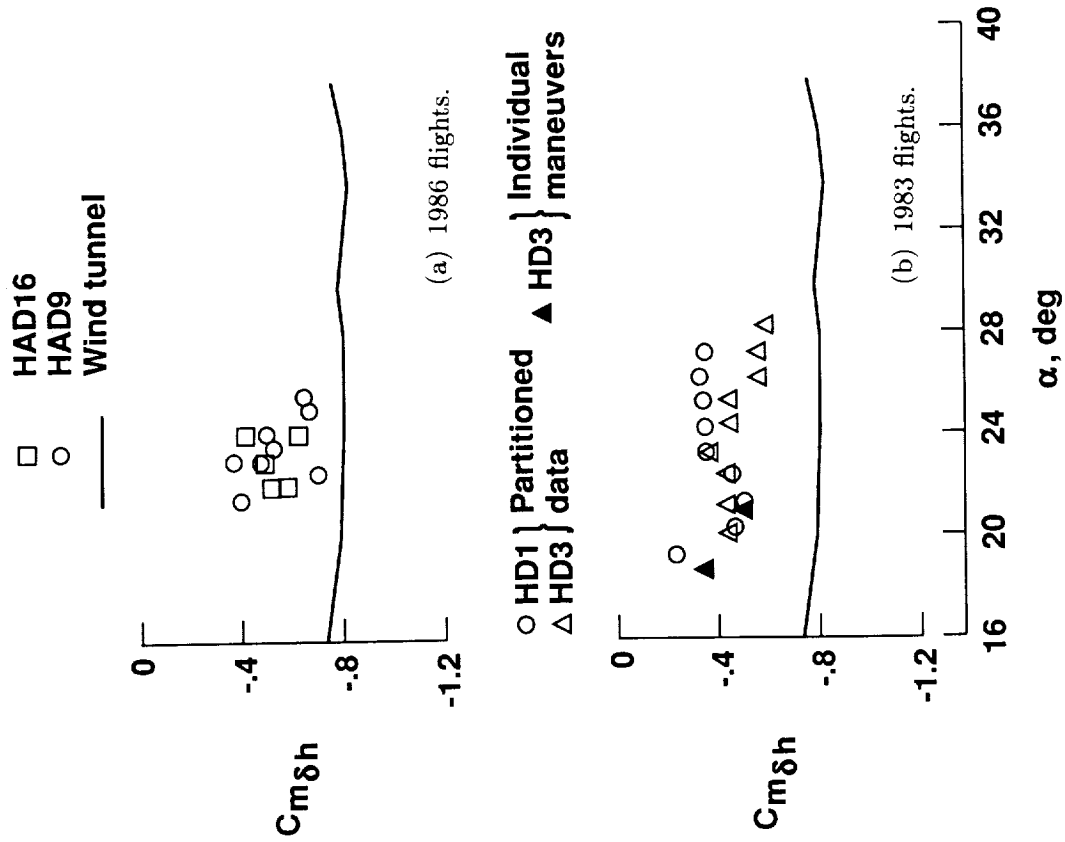 HAD16
HAD9
Wind tunnel
0
-.4
-.8
-1.2
Cmδh
(a) 1986 flights.
HD1 } Partitioned
HD3 } data
HD3 } Individual
maneuvers
0
-.4
-.8
-1.2
Cmδh
(b) 1983 flights.
16 20 24 28 32 36 40
α, deg